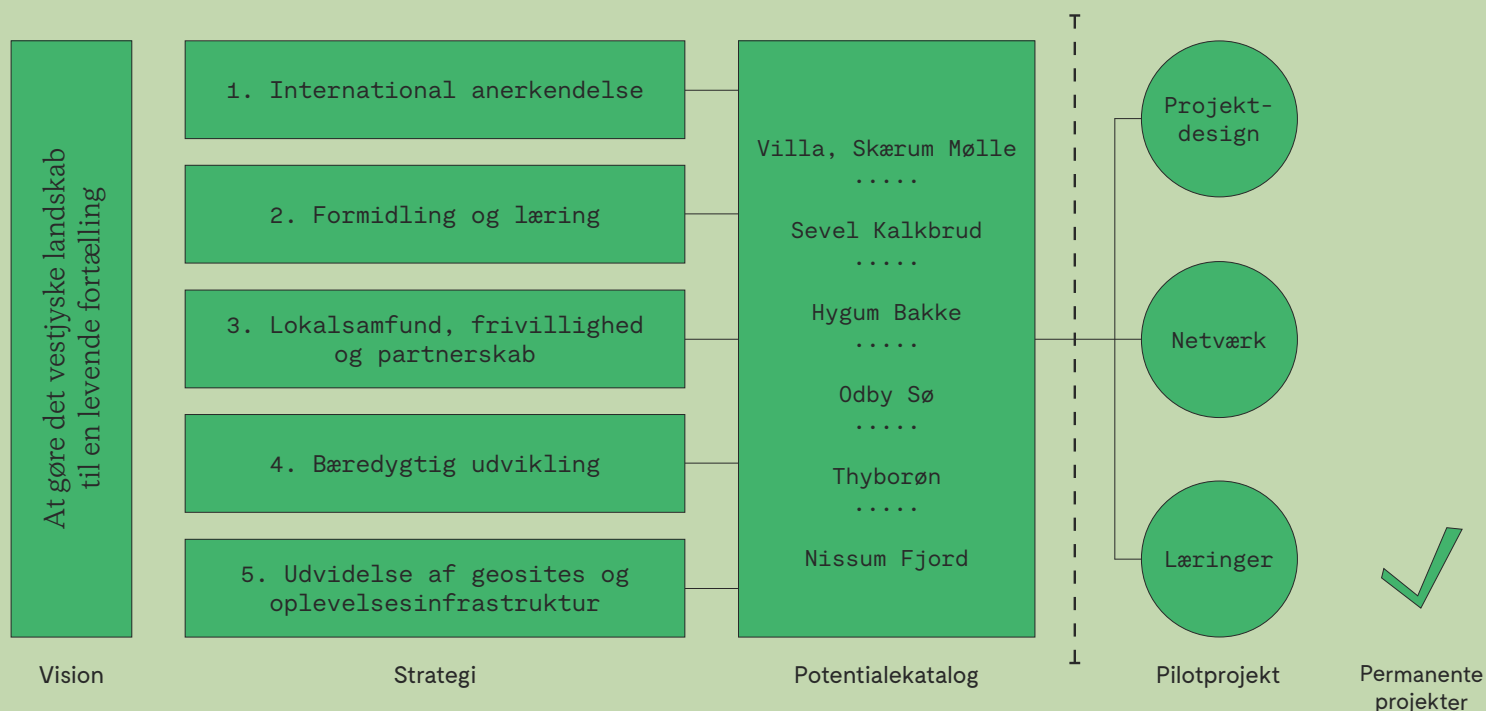 At gøre det vestjyske landskab
til en levende fortælling
1. International anerkendelse
2. Formidling og læring
3. Lokalsamfund, frivillighed
og partnerskab
4. Bæredygtig udvikling
5. Udvidelse af geosites og
oplevelsesinfrastruktur
Villa, Skærum Mølle
.....
Sevel Kalkbrud
.....
Hygum Bakke
.....
Odby Sø
.....
Thyborøn
.....
Nissum Fjord
Projekt-
design
Netværk
Læringer
Vision
Strategi
Potentialekatalog
Pilotprojekt
Permanente
projekter